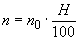 n = n₀ · H/100